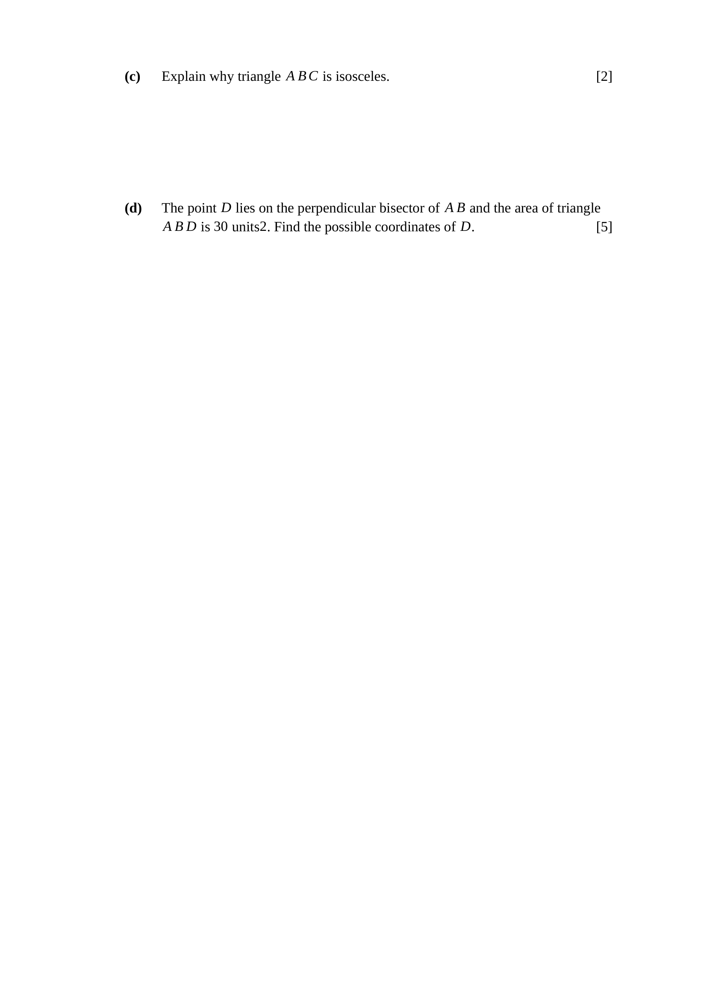 (c) Explain why triangle ABC is isosceles. [2]
(d) The point D lies on the perpendicular bisector of AB and the area of triangle
ABD is 30 units2. Find the possible coordinates of D. [5]